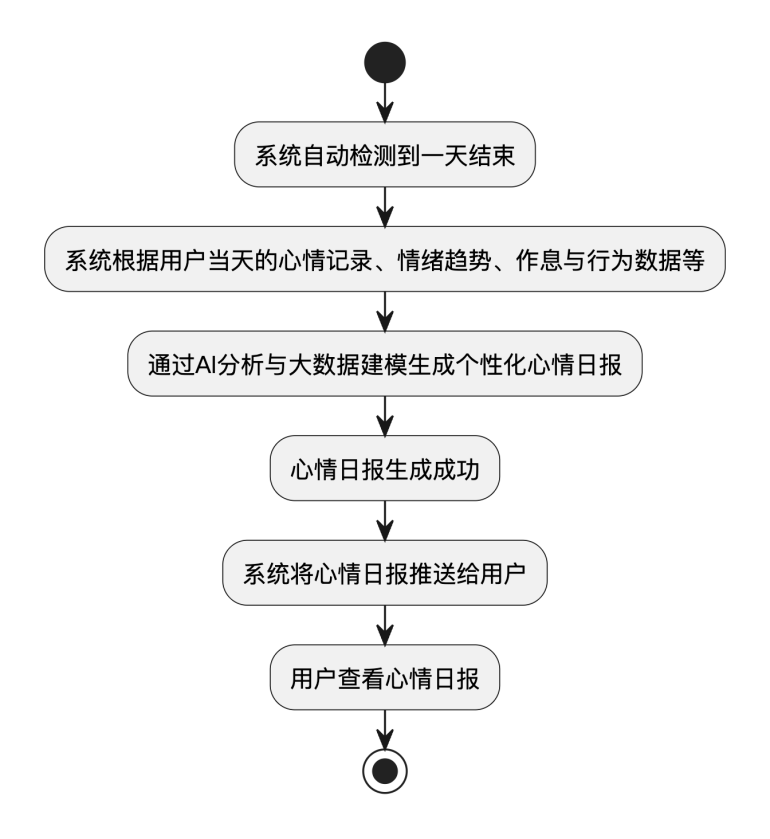 系统自动检测到一天结束
系统根据用户当天的心情记录、情绪趋势、作息与行为数据等
通过AI分析与大数据建模生成个性化心情日报
心情日报生成成功
系统将心情日报推送给用户
用户查看心情日报